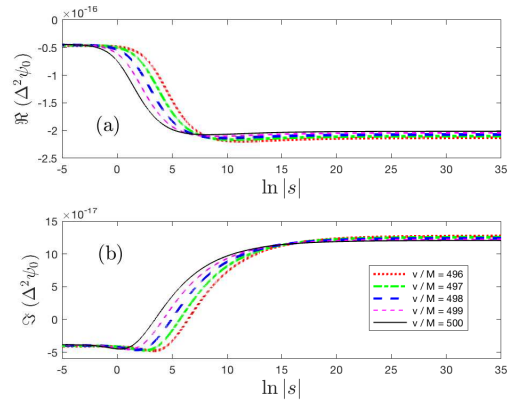 ×10⁻¹⁶
0
-0.5
-1
-1.5
-2
-2.5
ℜ (Δ²ψ₀)
(a)
-5 0 5 10 15 20 25 30 35
ln |s|
×10⁻¹⁷
15
10
5
0
-5
ℑ (Δ²ψ₀)
(b)
v / M = 496
v / M = 497
v / M = 498
v / M = 499
v / M = 500
-5 0 5 10 15 20 25 30 35
ln |s|